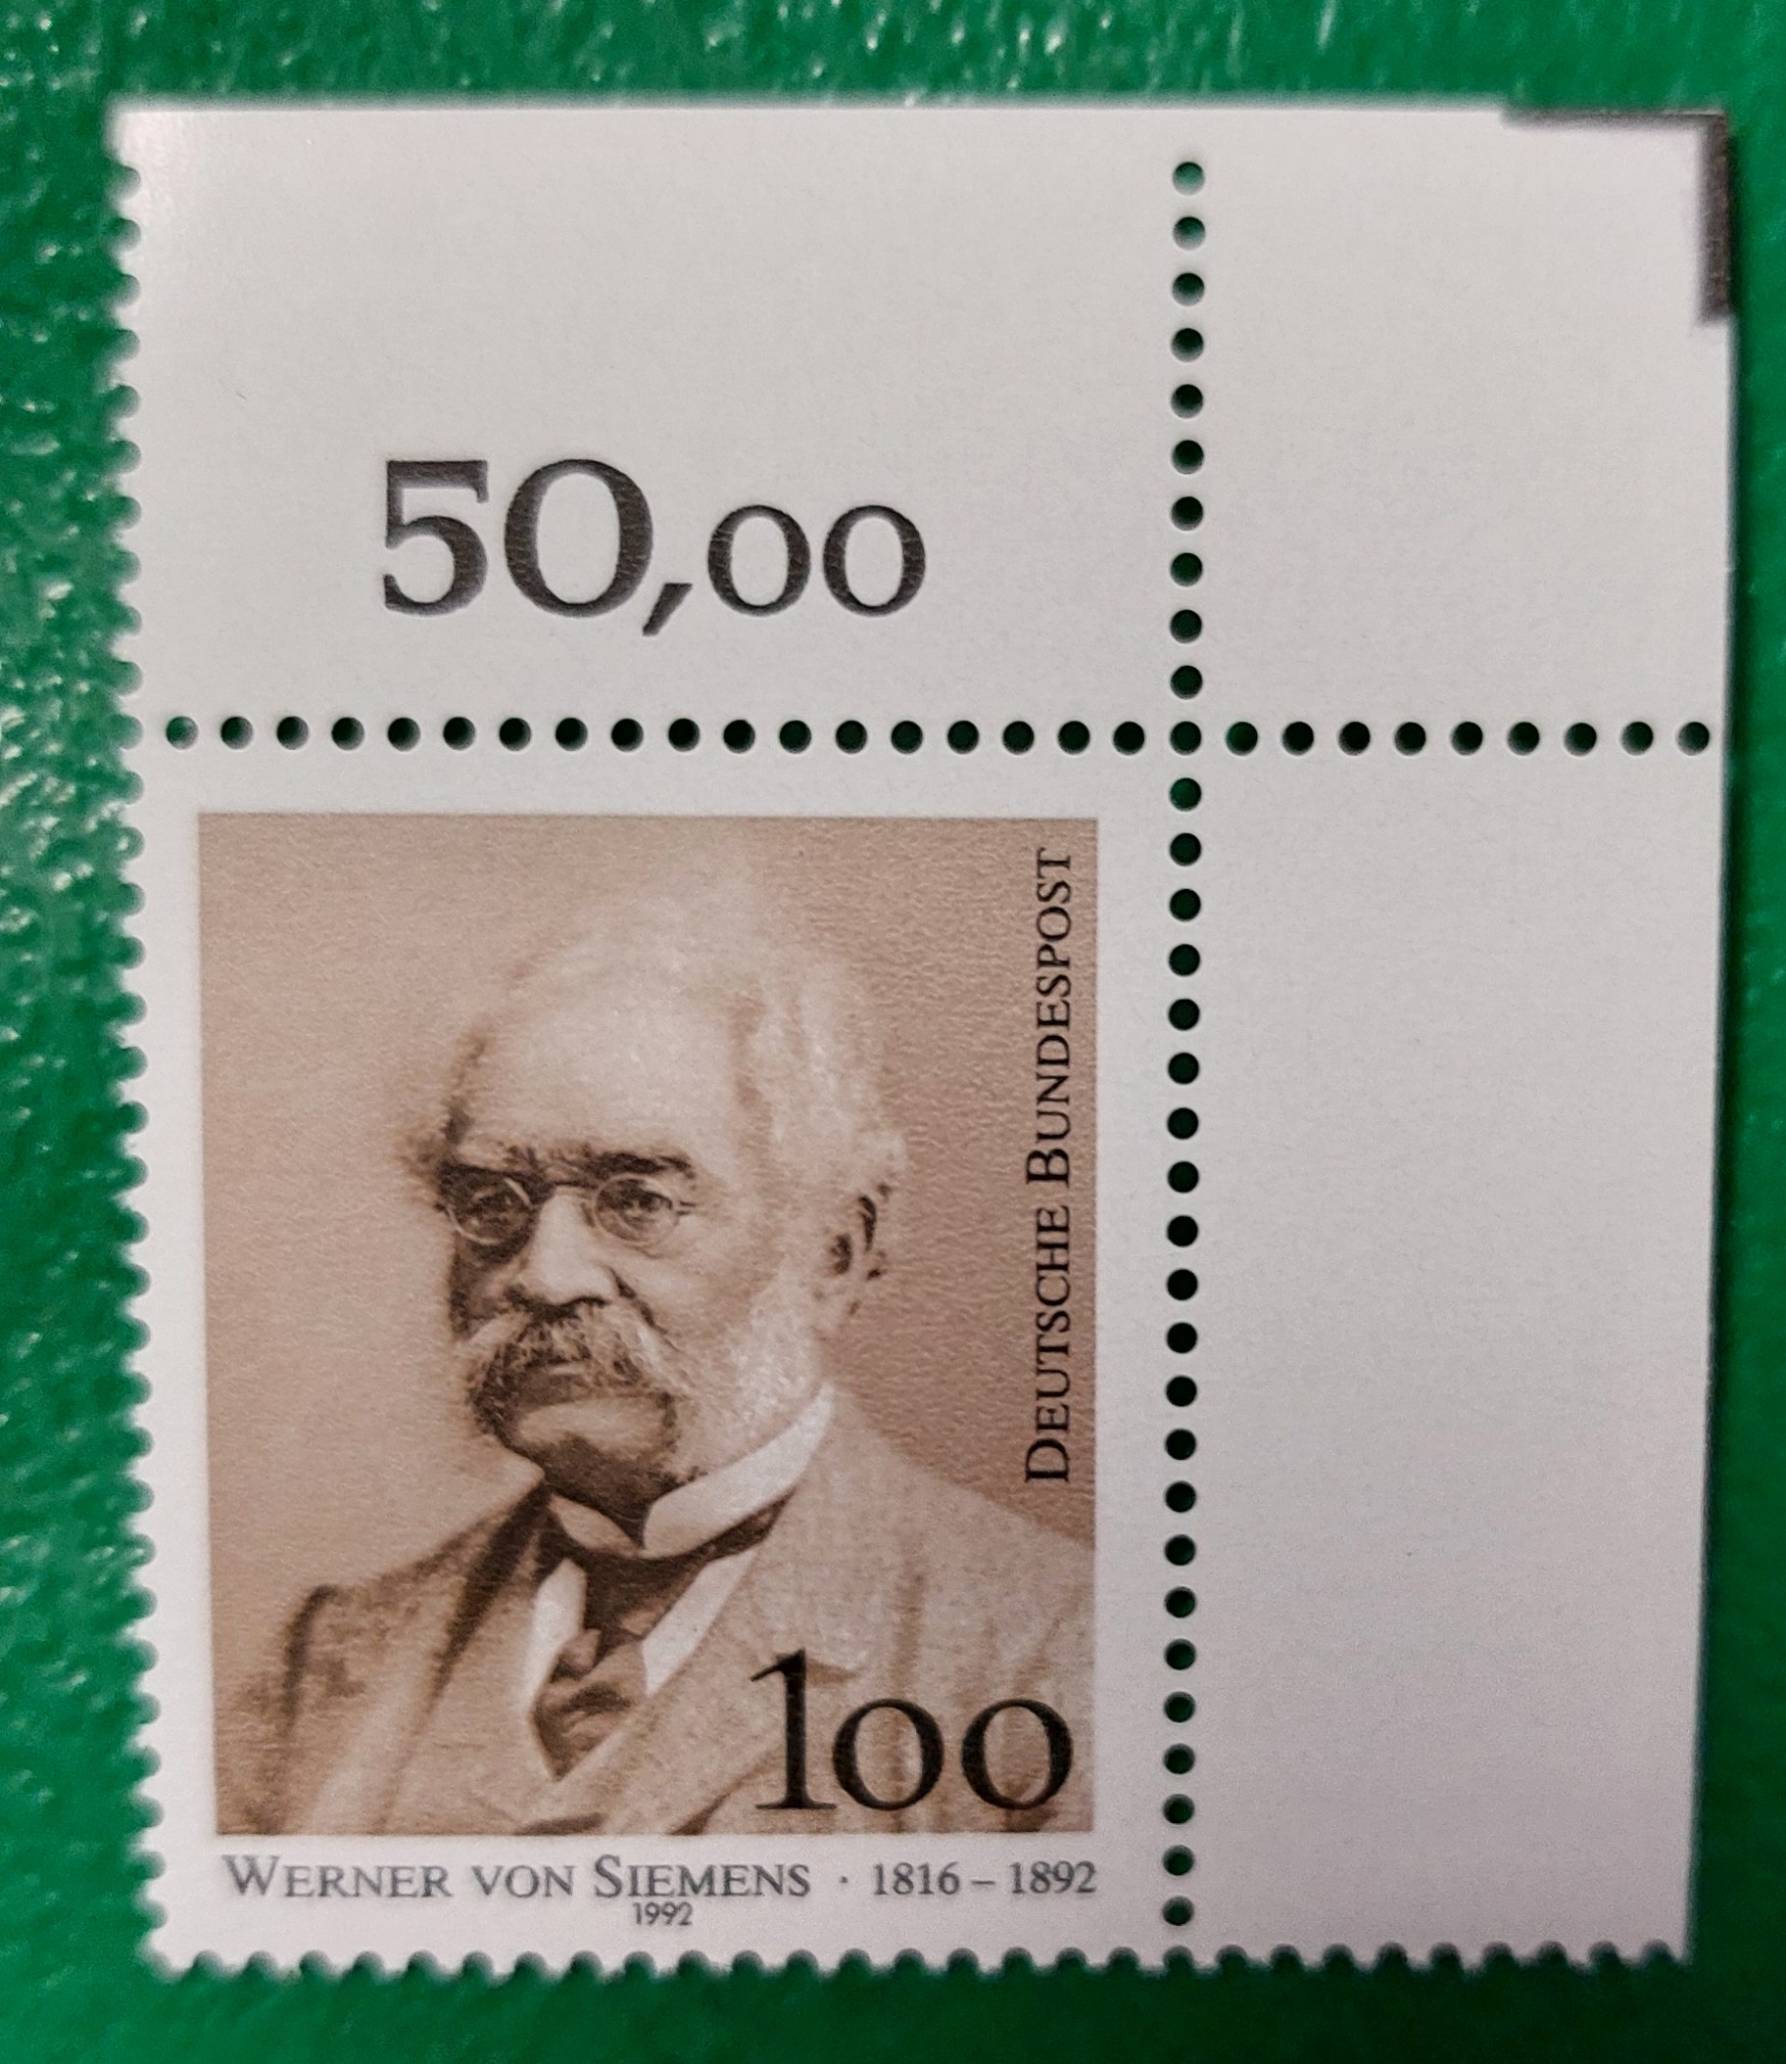 50,00
DEUTSCHE BUNDESPOST
100
WERNER VON SIEMENS · 1816 – 1892
1992